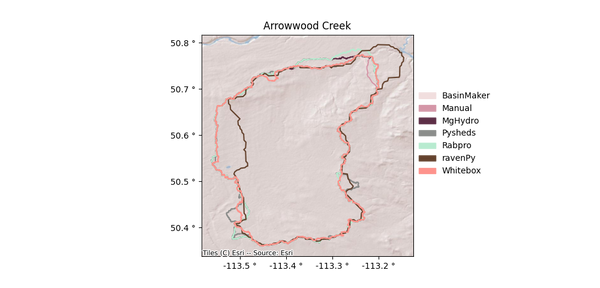 Arrowwood Creek
50.8 °
50.7 °
50.6 °
50.5 °
50.4 °
-113.5 °
-113.4 °
-113.3 °
-113.2 °
Tiles (C) Esri -- Source: Esri
BasinMaker
Manual
MgHydro
Pysheds
Rabpro
ravenPy
Whitebox